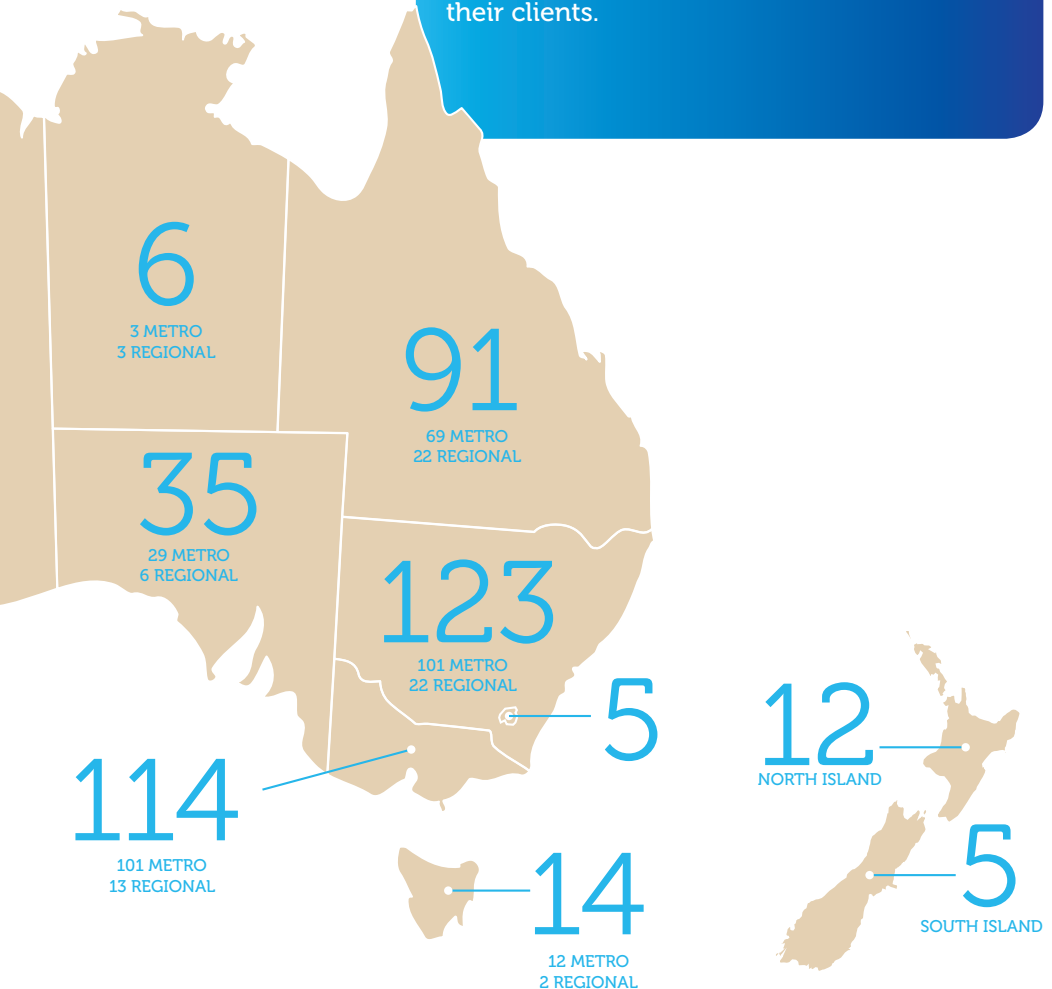 their clients.
6
3 METRO
3 REGIONAL
91
69 METRO
22 REGIONAL
35
29 METRO
6 REGIONAL
123
101 METRO
22 REGIONAL
5
12
NORTH ISLAND
114
101 METRO
13 REGIONAL
5
SOUTH ISLAND
14
12 METRO
2 REGIONAL